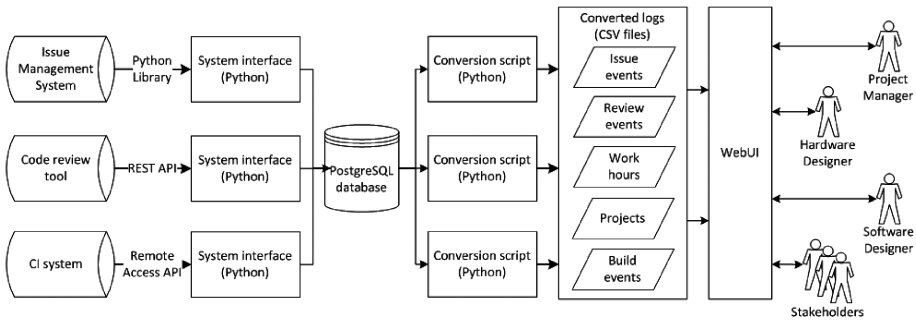 Issue
Management
System
Python
Library
System interface
(Python)
Code review
tool
REST API
System interface
(Python)
CI system
Remote
Access API
System interface
(Python)
PostgreSQL
database
Conversion script
(Python)
Conversion script
(Python)
Conversion script
(Python)
Converted logs
(CSV files)
Issue
events
Review
events
Work
hours
Projects
Build
events
WebUI
Project
Manager
Hardware
Designer
Software
Designer
Stakeholders